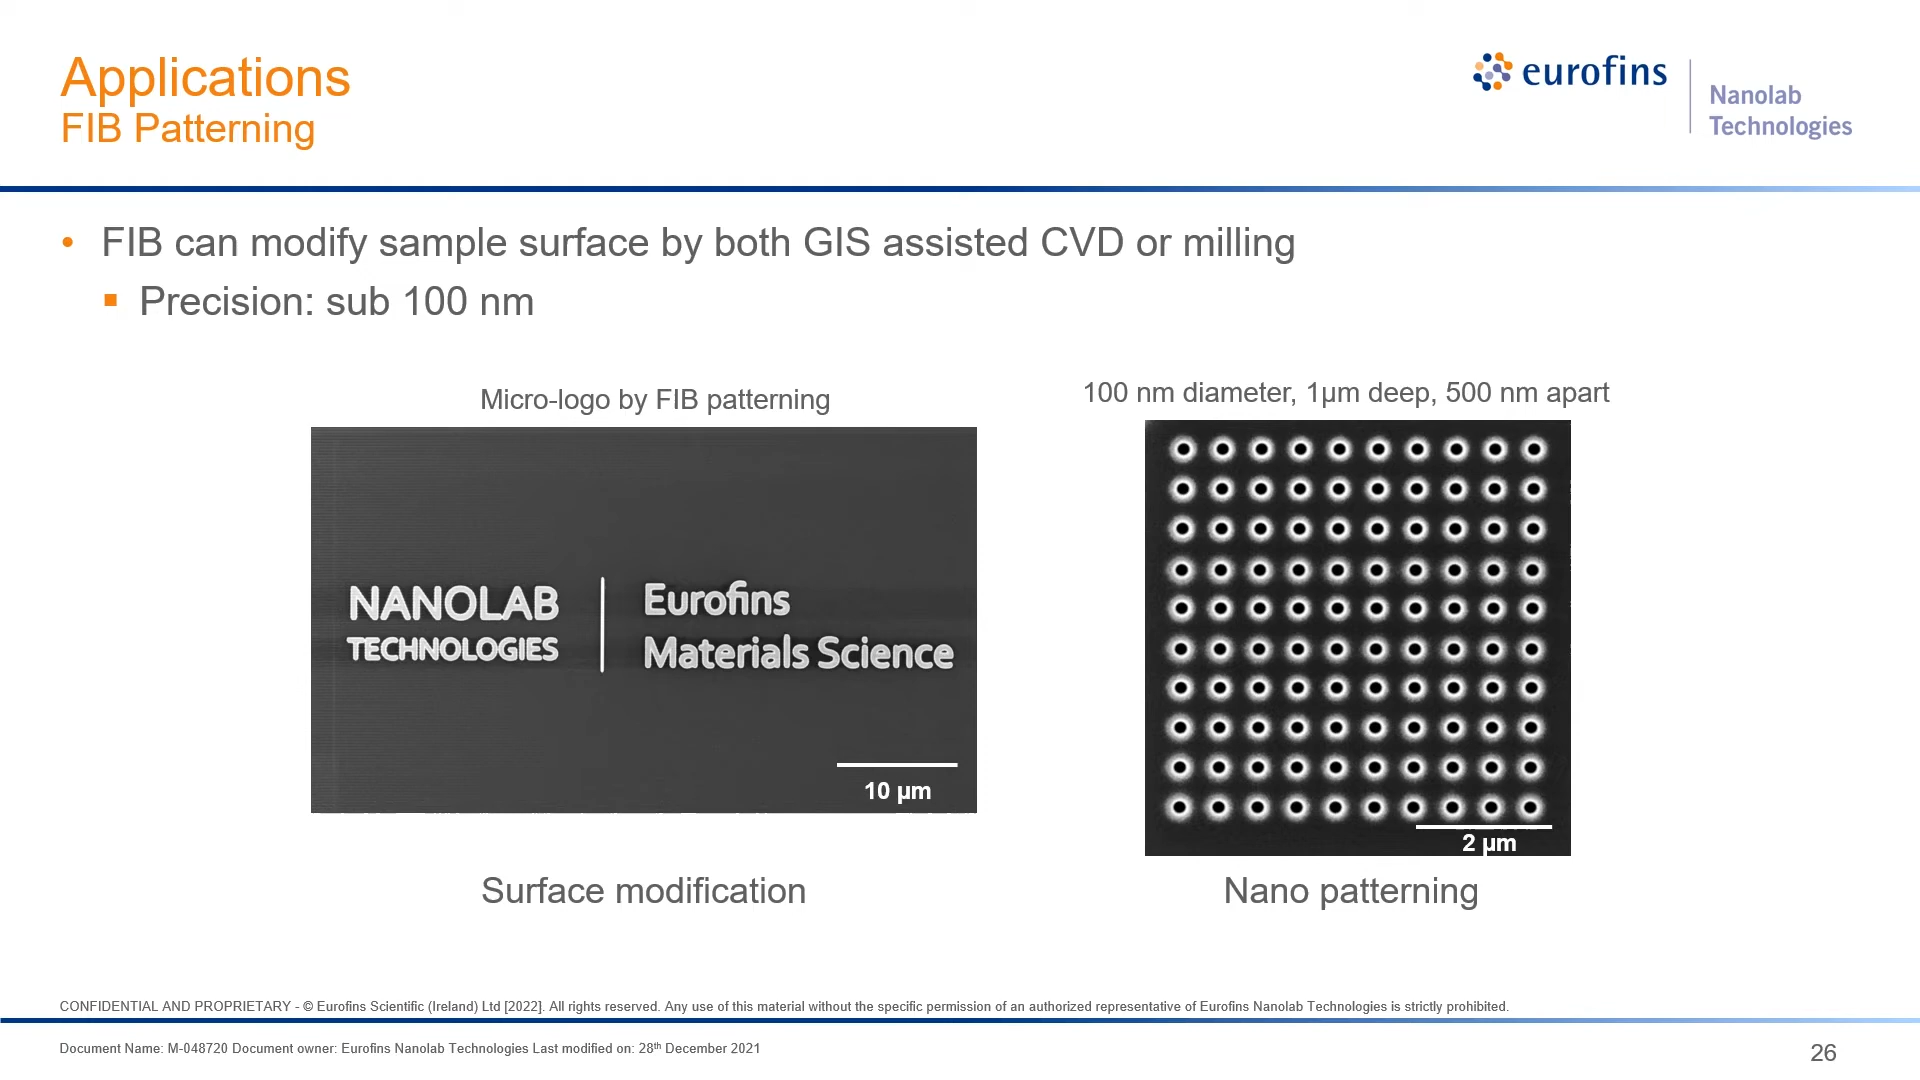 Applications
FIB Patterning
eurofins
Nanolab
Technologies
• FIB can modify sample surface by both GIS assisted CVD or milling
▪ Precision: sub 100 nm
Micro-logo by FIB patterning
100 nm diameter, 1μm deep, 500 nm apart
NANOLAB
TECHNOLOGIES
Eurofins
Materials Science
10 μm
2 μm
Surface modification
Nano patterning
CONFIDENTIAL AND PROPRIETARY - © Eurofins Scientific (Ireland) Ltd [2022]. All rights reserved. Any use of this material without the specific permission of an authorized representative of Eurofins Nanolab Technologies is strictly prohibited.
Document Name: M-048720 Document owner: Eurofins Nanolab Technologies Last modified on: 28th December 2021
26